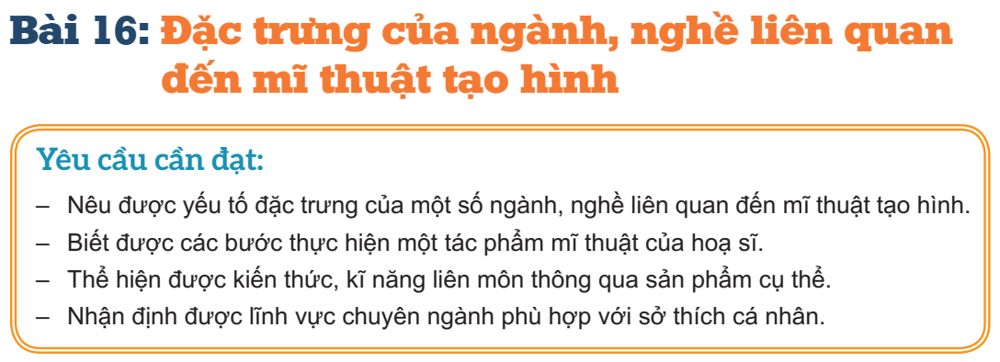 Bài 16: Đặc trưng của ngành, nghề liên quan
đến mĩ thuật tạo hình
Yêu cầu cần đạt:
– Nêu được yếu tố đặc trưng của một số ngành, nghề liên quan đến mĩ thuật tạo hình.
– Biết được các bước thực hiện một tác phẩm mĩ thuật của hoạ sĩ.
– Thể hiện được kiến thức, kĩ năng liên môn thông qua sản phẩm cụ thể.
– Nhận định được lĩnh vực chuyên ngành phù hợp với sở thích cá nhân.